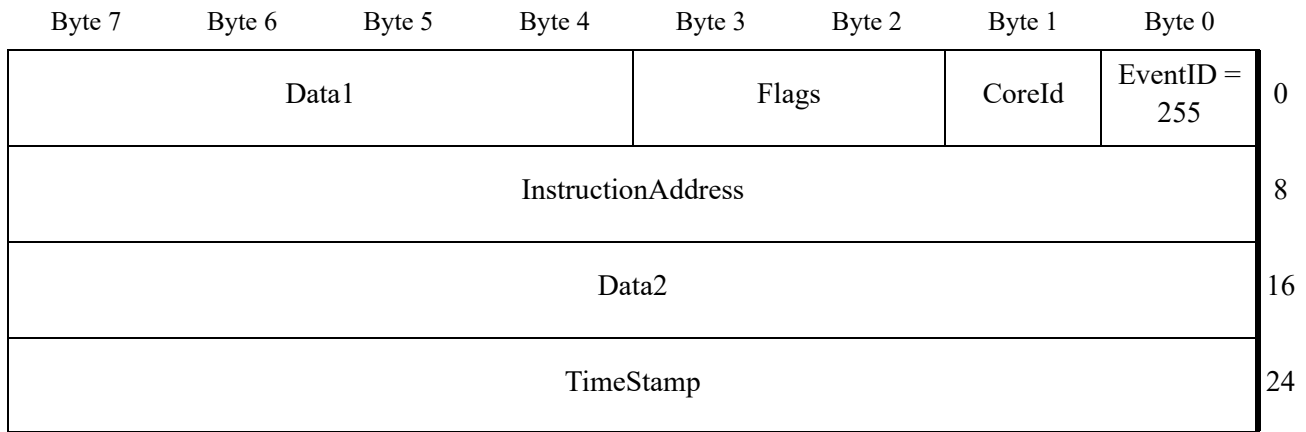 Byte 7 Byte 6 Byte 5 Byte 4 Byte 3 Byte 2 Byte 1 Byte 0
Data1 Flags CoreId EventID = 255 0
InstructionAddress 8
Data2 16
TimeStamp 24